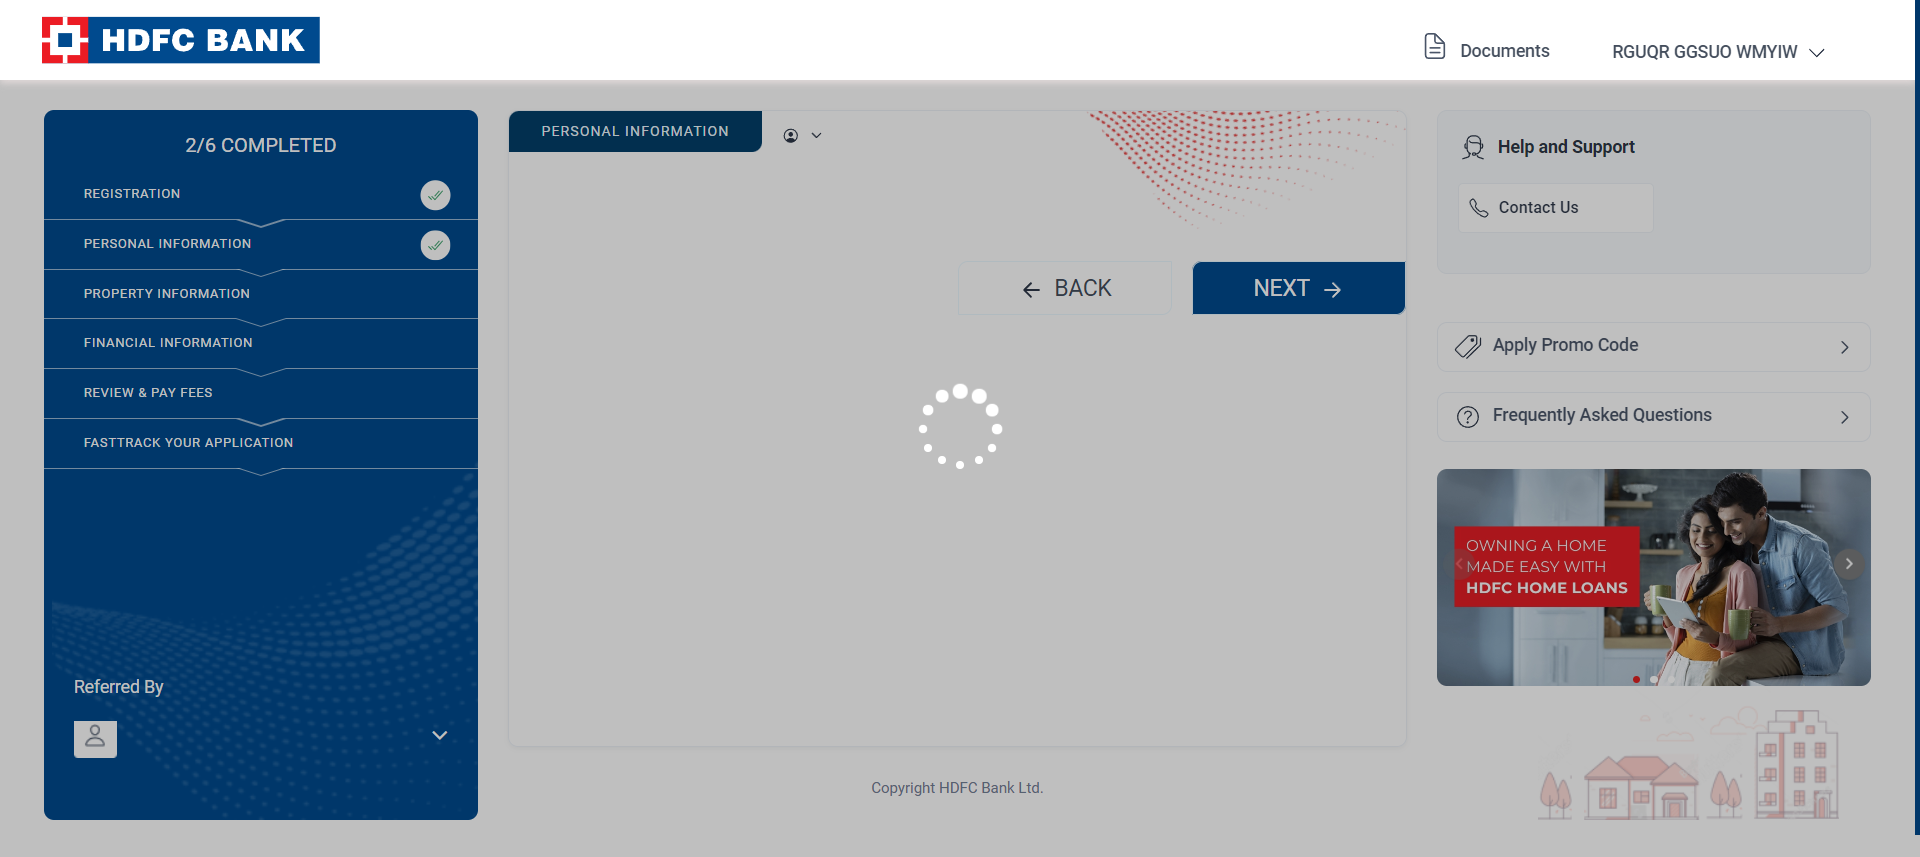 HDFC BANK
Documents
RGUQR GGSUO WMYIW
2/6 COMPLETED
REGISTRATION
PERSONAL INFORMATION
PROPERTY INFORMATION
FINANCIAL INFORMATION
REVIEW & PAY FEES
FASTTRACK YOUR APPLICATION
Referred By
PERSONAL INFORMATION
BACK
NEXT
Copyright HDFC Bank Ltd.
Help and Support
Contact Us
Apply Promo Code
Frequently Asked Questions
OWNING A HOME
MADE EASY WITH
HDFC HOME LOANS